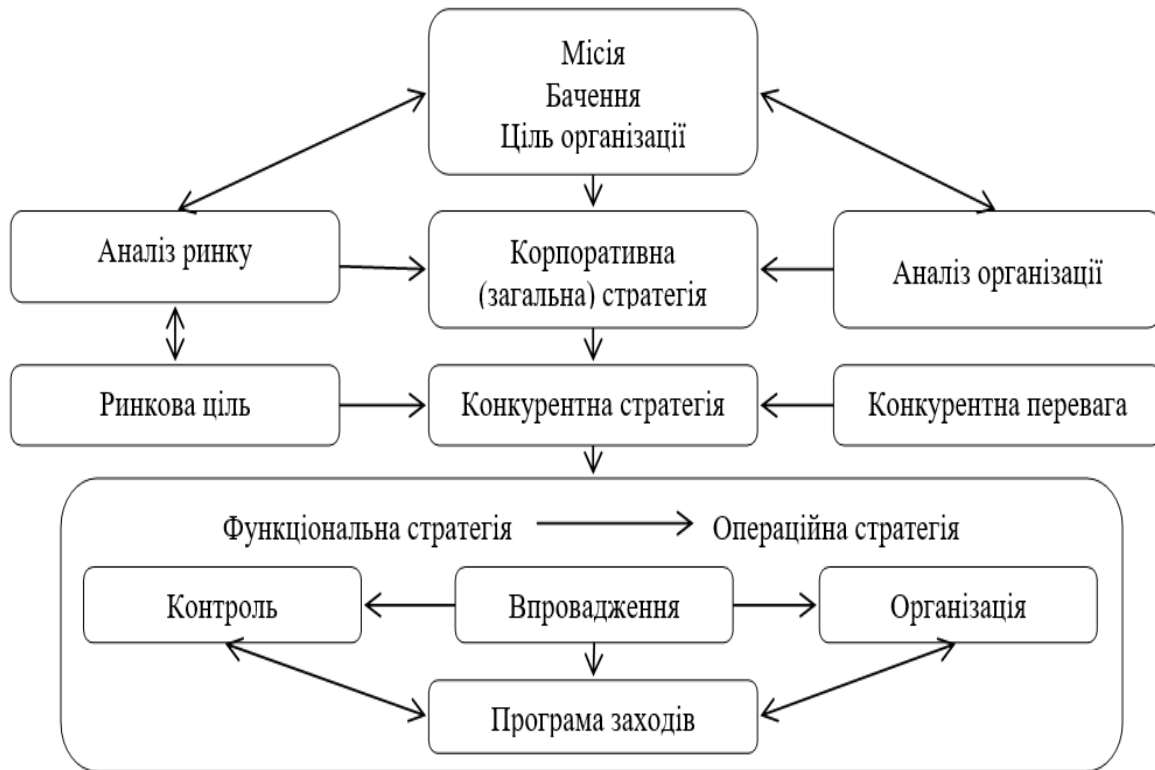 Місія
Бачення
Ціль організації
Аналіз ринку
Корпоративна
(загальна) стратегія
Аналіз організації
Ринкова ціль
Конкурентна стратегія
Конкурентна перевага
Функціональна стратегія
Операційна стратегія
Контроль
Впровадження
Організація
Програма заходів